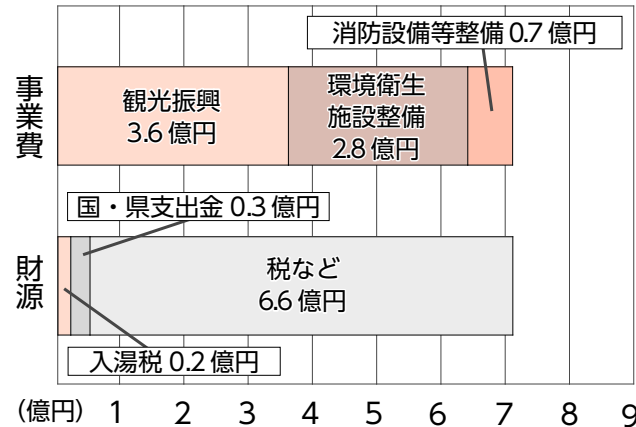 消防設備等整備 0.7 億円
事業費
観光振興
3.6 億円
環境衛生
施設整備
2.8 億円
国・県支出金 0.3 億円
財源
税など
6.6 億円
入湯税 0.2 億円
(億円) 1 2 3 4 5 6 7 8 9